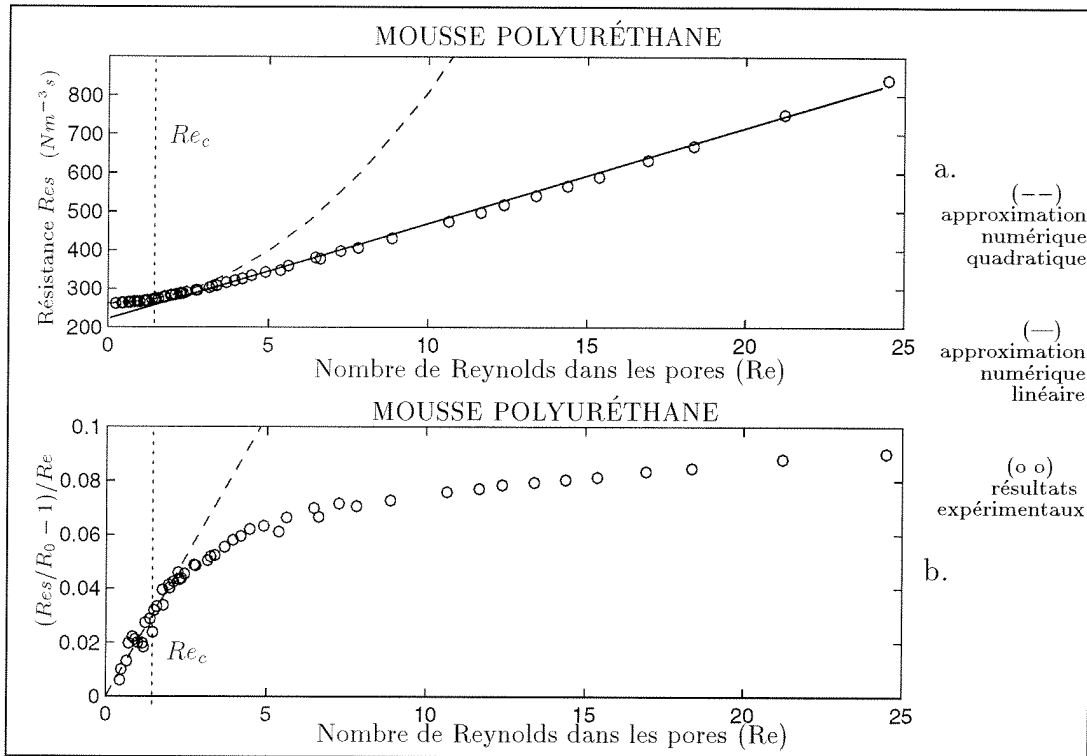 MOUSSE POLYURÉTHANE
Résistance Res (Nm⁻³ s)
800
700
600
500
400
300
200
Re_c
0 5 10 15 20 25
Nombre de Reynolds dans les pores (Re)
a.
MOUSSE POLYURÉTHANE
(Res/R₀ − 1)/Re
0.1
0.08
0.06
0.04
0.02
0
Re_c
0 5 10 15 20 25
Nombre de Reynolds dans les pores (Re)
b.
(−−)
approximation
numérique
quadratique
(—)
approximation
numérique
linéaire
(o o)
résultats
expérimentaux